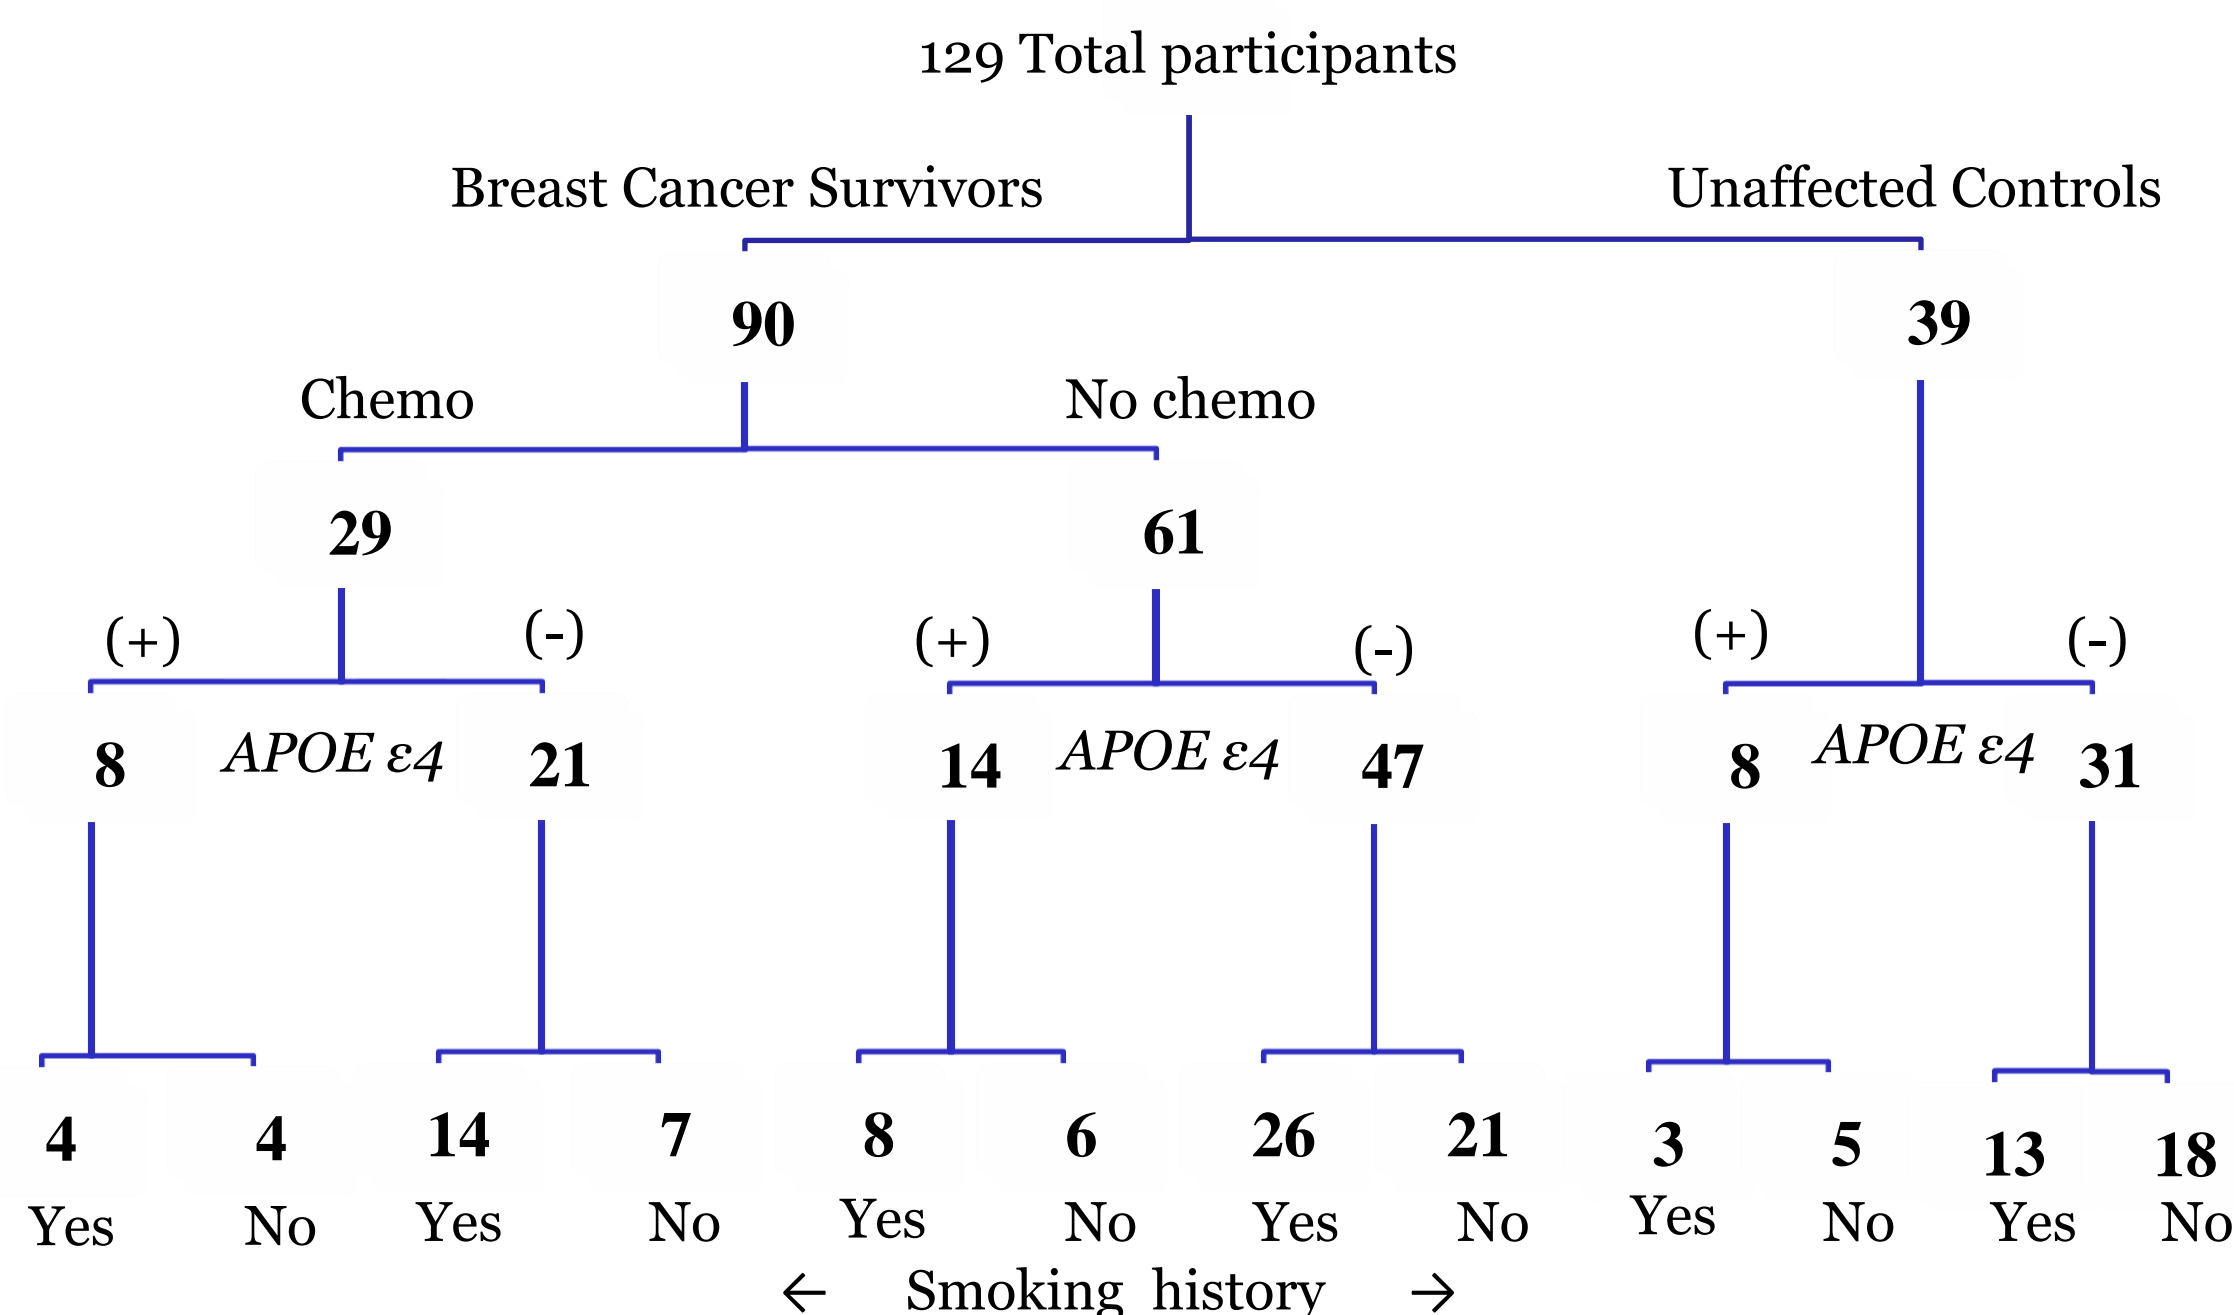 129 Total participants
Breast Cancer Survivors
Unaffected Controls
90
39
Chemo
No chemo
29
61
(+)
(-)
(+)
(-)
(+)
(-)
8
APOE ε4
21
14
APOE ε4
47
8
APOE ε4
31
4
4
14
7
8
6
26
21
3
5
13
18
Yes
No
Yes
No
Yes
No
Yes
No
Yes
No
Yes
No
← Smoking history →